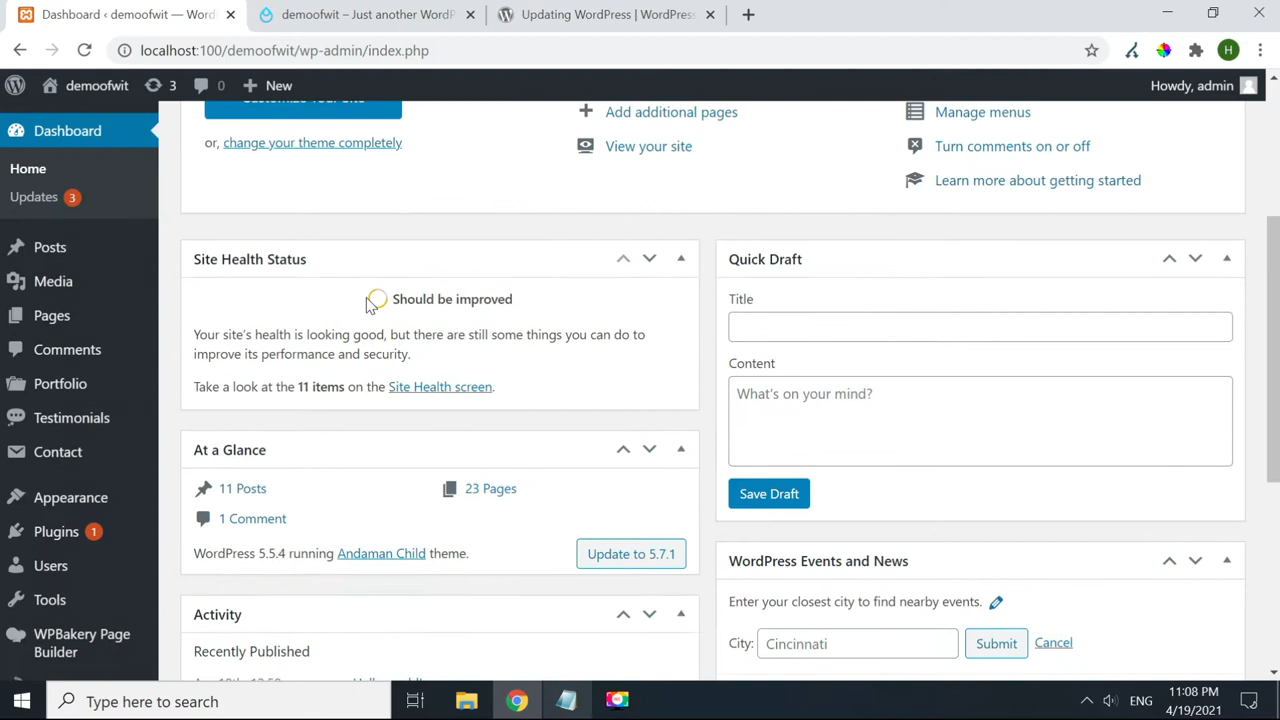 Dashboard ‹ demoofwit — Word
demoofwit – Just another WordP
Updating WordPress | WordPress
localhost:100/demoofwit/wp-admin/index.php
H
demoofwit
3
0
New
Howdy, admin
Dashboard
Home
Updates 3
Posts
Media
Pages
Comments
Portfolio
Testimonials
Contact
Appearance
Plugins 1
Users
Tools
WPBakery Page
Builder
or, change your theme completely
Add additional pages
View your site
Manage menus
Turn comments on or off
Learn more about getting started
Site Health Status
Should be improved
Your site's health is looking good, but there are still some things you can do to
improve its performance and security.
Take a look at the 11 items on the Site Health screen.
At a Glance
11 Posts
23 Pages
1 Comment
WordPress 5.5.4 running Andaman Child theme.
Update to 5.7.1
Activity
Recently Published
Quick Draft
Title
Content
What's on your mind?
Save Draft
WordPress Events and News
Enter your closest city to find nearby events.
City:
Cincinnati
Submit
Cancel
Type here to search
ENG
11:08 PM
4/19/2021